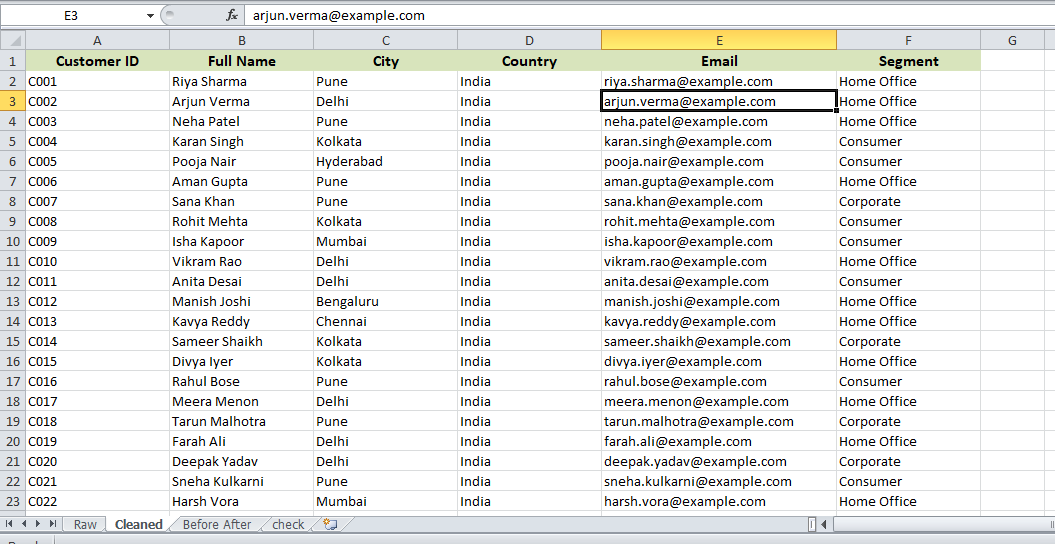 E3 fx arjun.verma@example.com
A B C D E F G
1 Customer ID Full Name City Country Email Segment
2 C001 Riya Sharma Pune India riya.sharma@example.com Home Office
3 C002 Arjun Verma Delhi India arjun.verma@example.com Home Office
4 C003 Neha Patel Pune India neha.patel@example.com Home Office
5 C004 Karan Singh Kolkata India karan.singh@example.com Consumer
6 C005 Pooja Nair Hyderabad India pooja.nair@example.com Consumer
7 C006 Aman Gupta Pune India aman.gupta@example.com Home Office
8 C007 Sana Khan Pune India sana.khan@example.com Corporate
9 C008 Rohit Mehta Kolkata India rohit.mehta@example.com Consumer
10 C009 Isha Kapoor Mumbai India isha.kapoor@example.com Consumer
11 C010 Vikram Rao Delhi India vikram.rao@example.com Home Office
12 C011 Anita Desai Delhi India anita.desai@example.com Consumer
13 C012 Manish Joshi Bengaluru India manish.joshi@example.com Home Office
14 C013 Kavya Reddy Chennai India kavya.reddy@example.com Home Office
15 C014 Sameer Shaikh Kolkata India sameer.shaikh@example.com Corporate
16 C015 Divya Iyer Kolkata India divya.iyer@example.com Home Office
17 C016 Rahul Bose Pune India rahul.bose@example.com Consumer
18 C017 Meera Menon Delhi India meera.menon@example.com Home Office
19 C018 Tarun Malhotra Pune India tarun.malhotra@example.com Corporate
20 C019 Farah Ali Delhi India farah.ali@example.com Home Office
21 C020 Deepak Yadav Delhi India deepak.yadav@example.com Corporate
22 C021 Sneha Kulkarni Pune India sneha.kulkarni@example.com Consumer
23 C022 Harsh Vora Mumbai India harsh.vora@example.com Home Office
Raw Cleaned Before After check